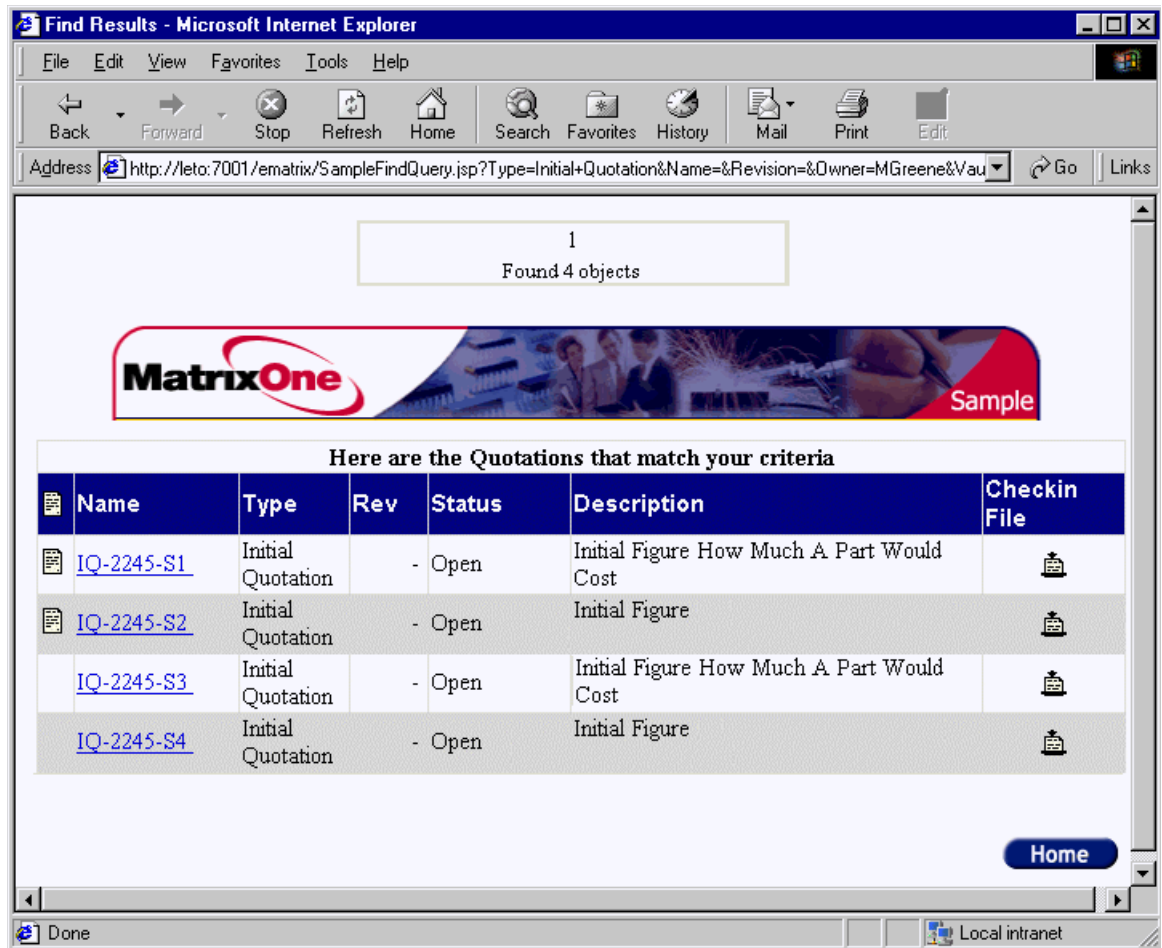 Find Results - Microsoft Internet Explorer
File Edit View Favorites Tools Help
Back Forward Stop Refresh Home Search Favorites History Mail Print Edit
Address http://leto:7001/ematrix/SampleFindQuery.jsp?Type=Initial+Quotation&Name=&Revision=&Owner=MGreene&Vau Go Links
1
Found 4 objects
MatrixOne
Sample
Here are the Quotations that match your criteria
Name Type Rev Status Description Checkin
File
IQ-2245-S1 Initial - Open Initial Figure How Much A Part Would
Quotation Cost
IQ-2245-S2 Initial - Open Initial Figure
Quotation
IQ-2245-S3 Initial - Open Initial Figure How Much A Part Would
Quotation Cost
IQ-2245-S4 Initial - Open Initial Figure
Quotation
Home
Done Local intranet